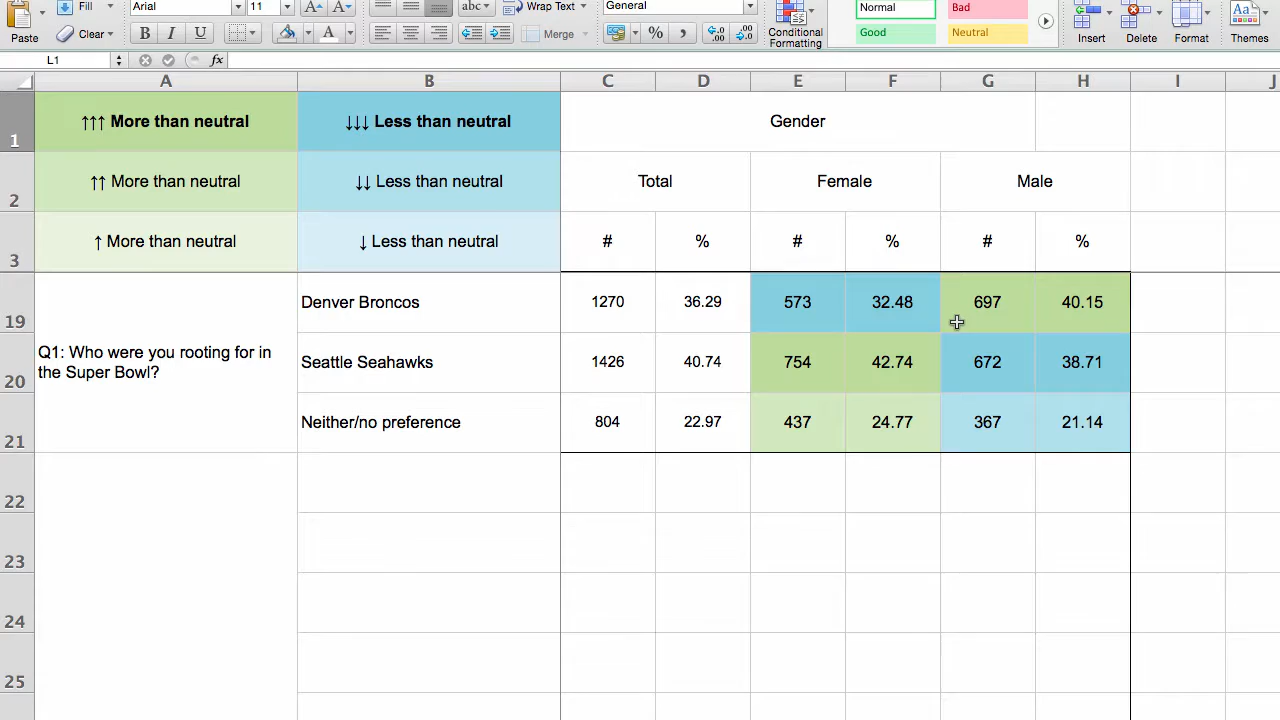 Fill
Arial
11
abc
Wrap Text
General
Normal
Bad
Paste
Clear
B I U
A
Merge
%
Conditional
Formatting
Good
Neutral
Insert
Delete
Format
Themes
Aa
L1
fx
A B C D E F G H I J
1 ↑↑↑ More than neutral ↓↓↓ Less than neutral Gender
2 ↑↑ More than neutral ↓↓ Less than neutral Total Female Male
3 ↑ More than neutral ↓ Less than neutral # % # % # %
19 Denver Broncos 1270 36.29 573 32.48 697 40.15
Q1: Who were you rooting for in
the Super Bowl?
20 Seattle Seahawks 1426 40.74 754 42.74 672 38.71
21 Neither/no preference 804 22.97 437 24.77 367 21.14
22
23
24
25